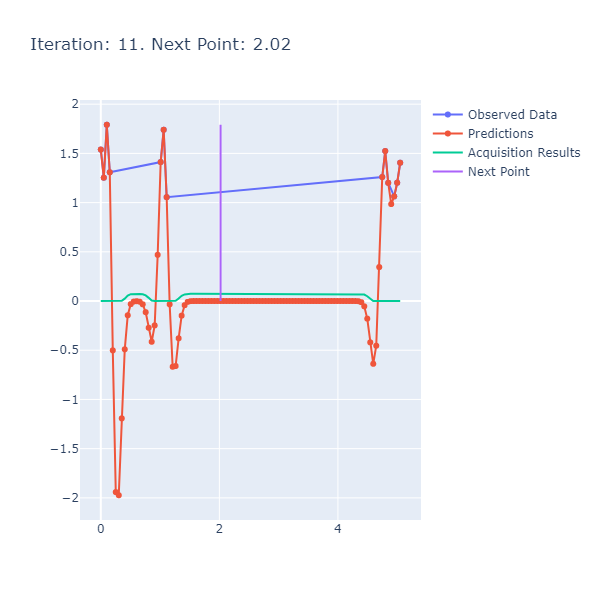 Iteration: 11. Next Point: 2.02
Observed Data
Predictions
Acquisition Results
Next Point
2
1.5
1
0.5
0
−0.5
−1
−1.5
−2
0
2
4